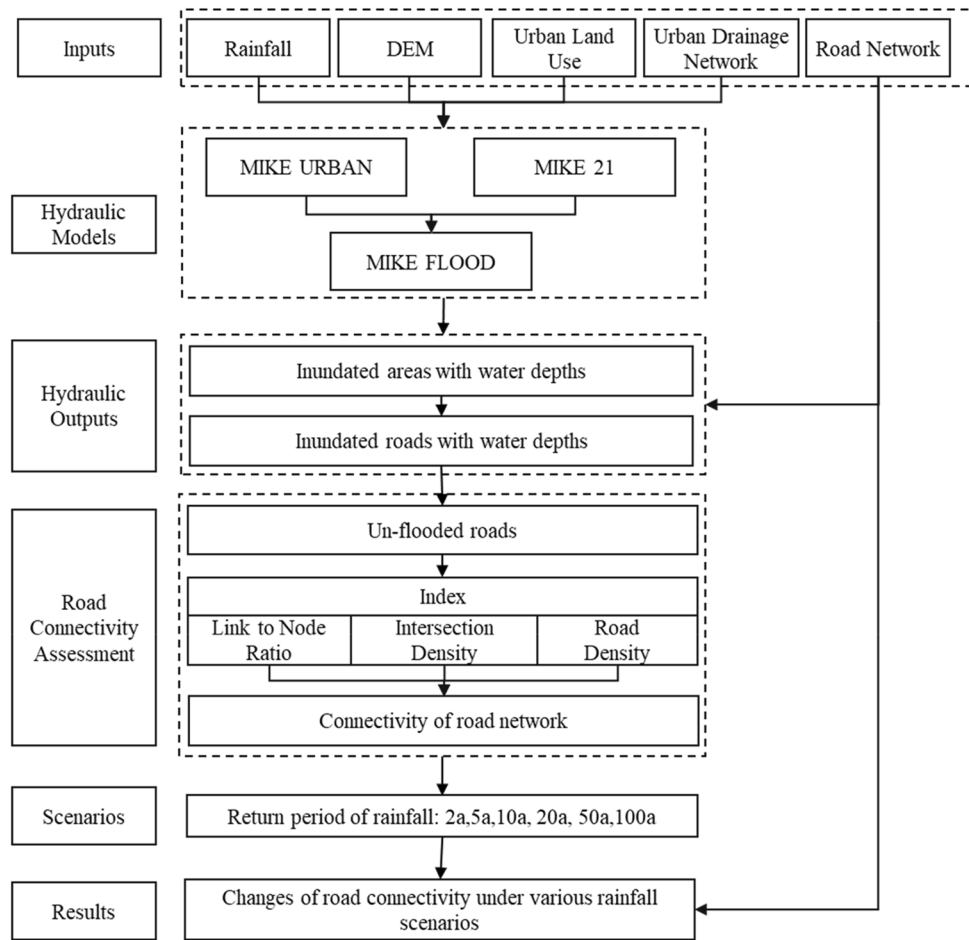 Inputs
Rainfall
DEM
Urban Land
Use
Urban Drainage
Network
Road Network
Hydraulic
Models
MIKE URBAN
MIKE 21
MIKE FLOOD
Hydraulic
Outputs
Inundated areas with water depths
Inundated roads with water depths
Road
Connectivity
Assessment
Un-flooded roads
Index
Link to Node
Ratio
Intersection
Density
Road
Density
Connectivity of road network
Scenarios
Return period of rainfall: 2a,5a,10a, 20a, 50a,100a
Results
Changes of road connectivity under various rainfall
scenarios